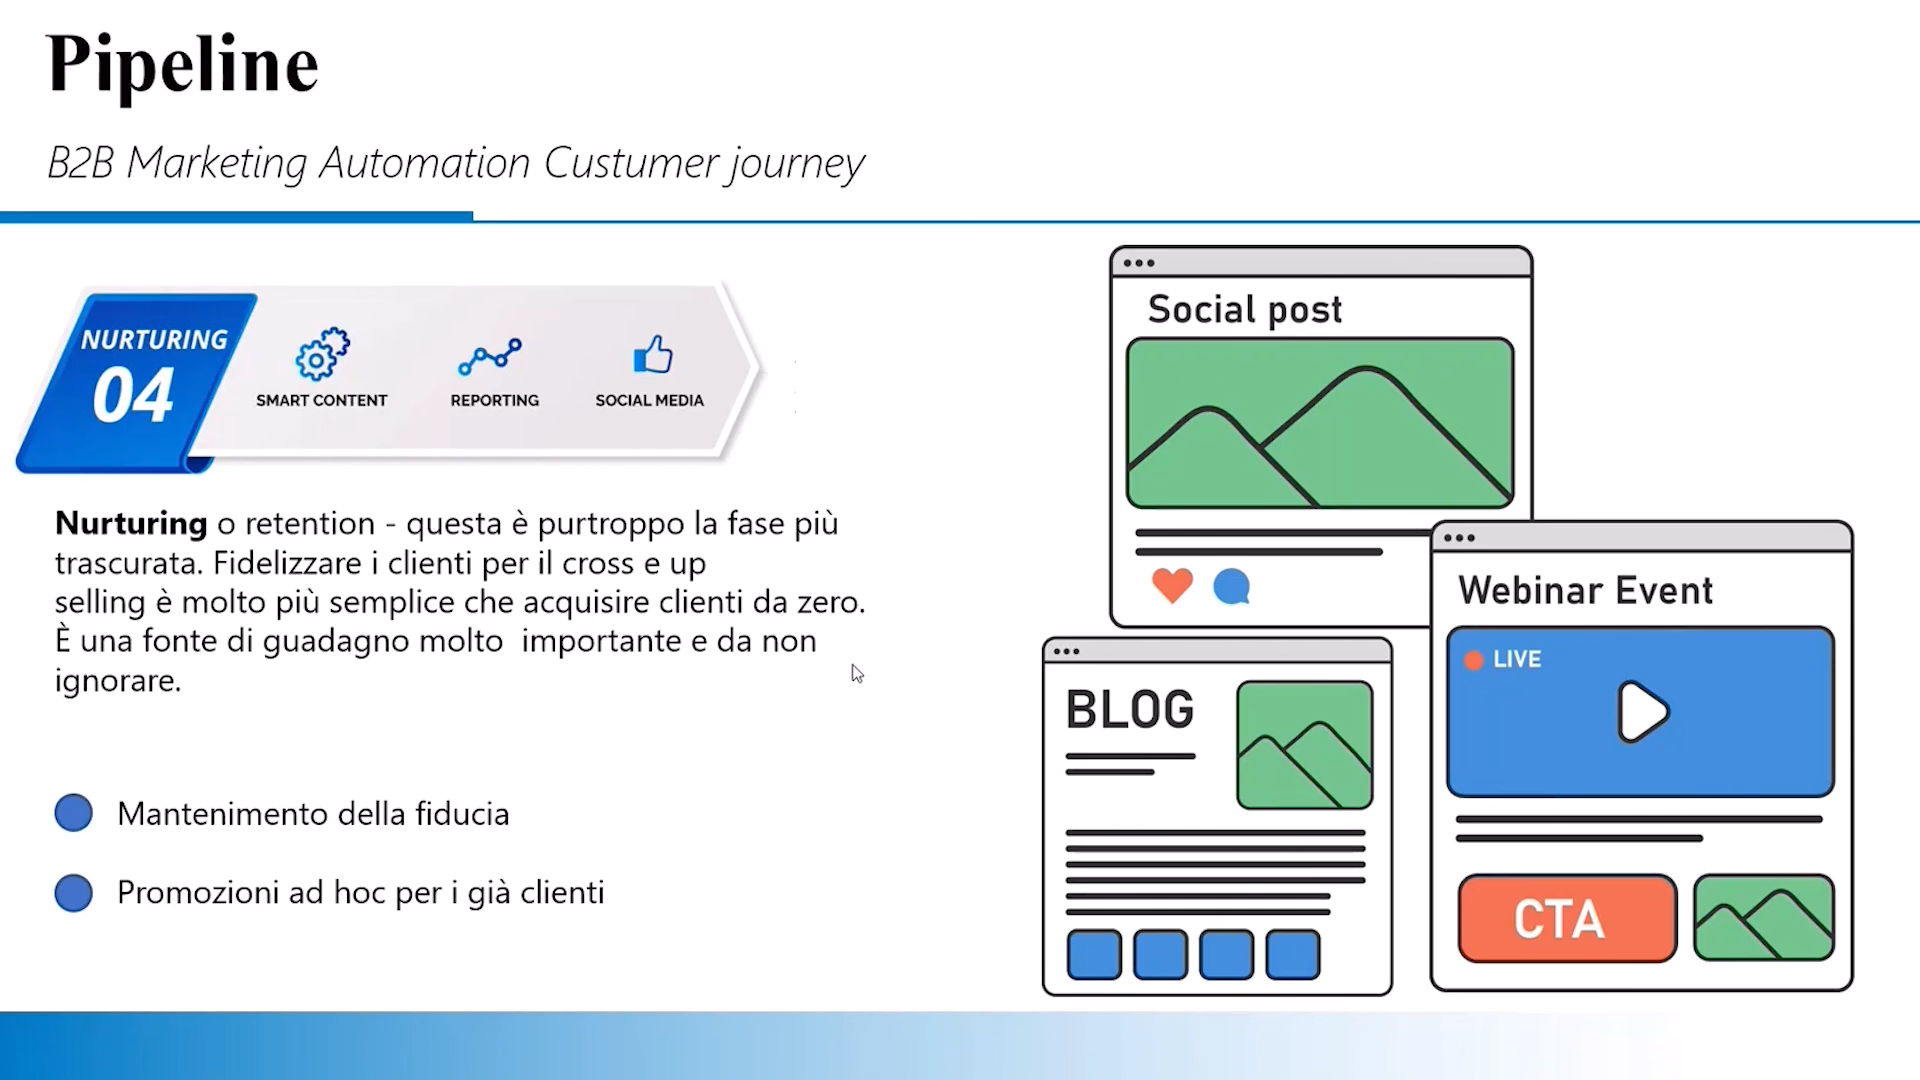 Pipeline
B2B Marketing Automation Custumer journey
NURTURING
04
SMART CONTENT
REPORTING
SOCIAL MEDIA
Nurturing o retention - questa è purtroppo la fase più
trascurata. Fidelizzare i clienti per il cross e up
selling è molto più semplice che acquisire clienti da zero.
È una fonte di guadagno molto  importante e da non
ignorare.
Mantenimento della fiducia
Promozioni ad hoc per i già clienti
Social post
BLOG
Webinar Event
LIVE
CTA